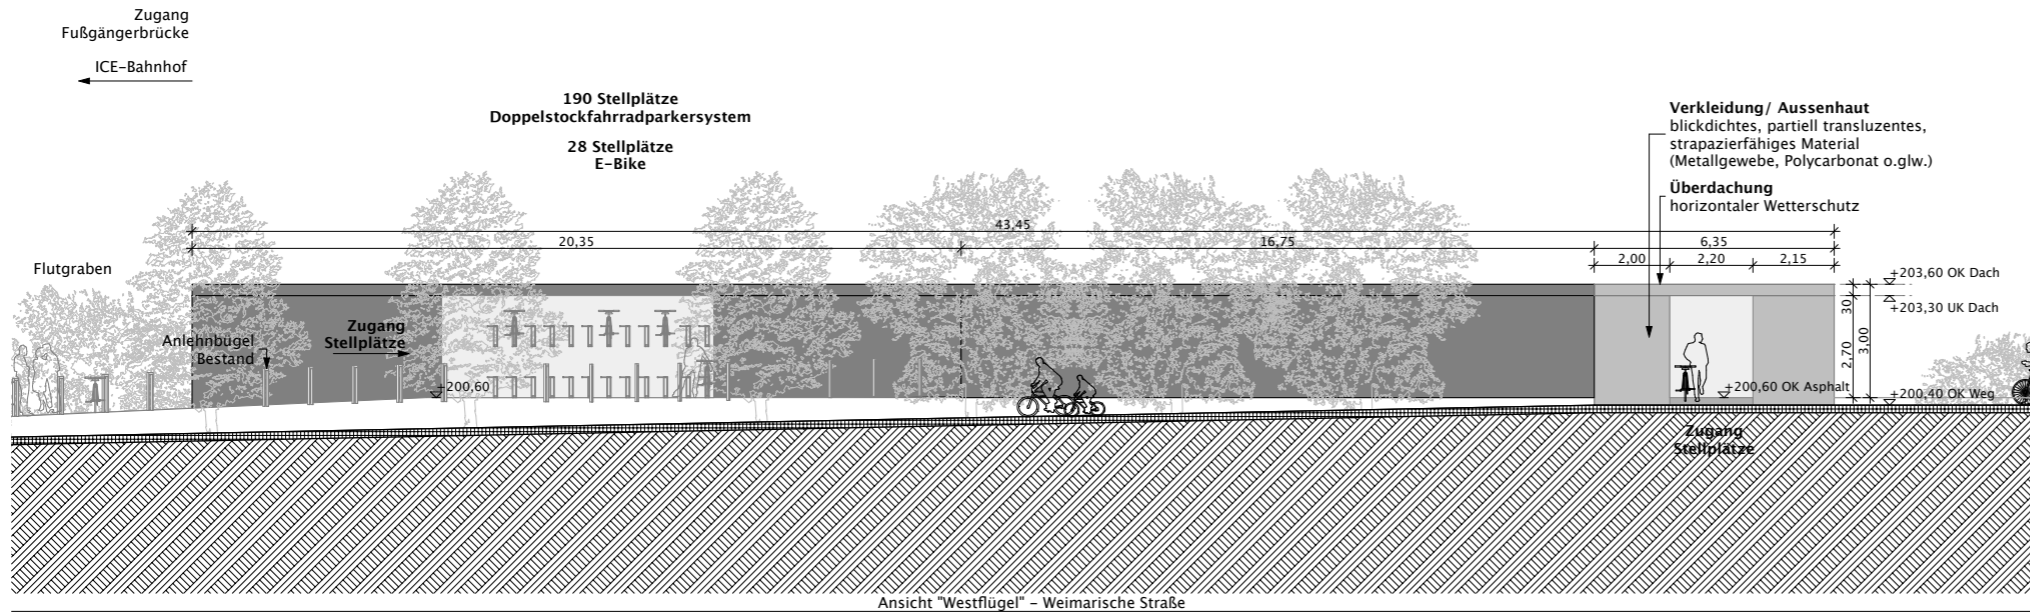 Zugang
Fußgängerbrücke
ICE-Bahnhof
190 Stellplätze
Doppelstockfahrradparkersystem
28 Stellplätze
E-Bike
Verkleidung/ Aussenhaut
blickdichtes, partiell transluzentes,
strapazierfähiges Material
(Metallgewebe, Polycarbonat o.glw.)
Überdachung
horizontaler Wetterschutz
43,45
20,35
16,75
6,35
2,00
2,20
2,15
Flutgraben
+203,60 OK Dach
+203,30 UK Dach
30
3,00
2,70
Zugang
Stellplätze
Anlehnbügel
Bestand
+200,60
+200,60 OK Asphalt
+200,40 OK Weg
Zugang
Stellplätze
Ansicht "Westflügel" - Weimarische Straße